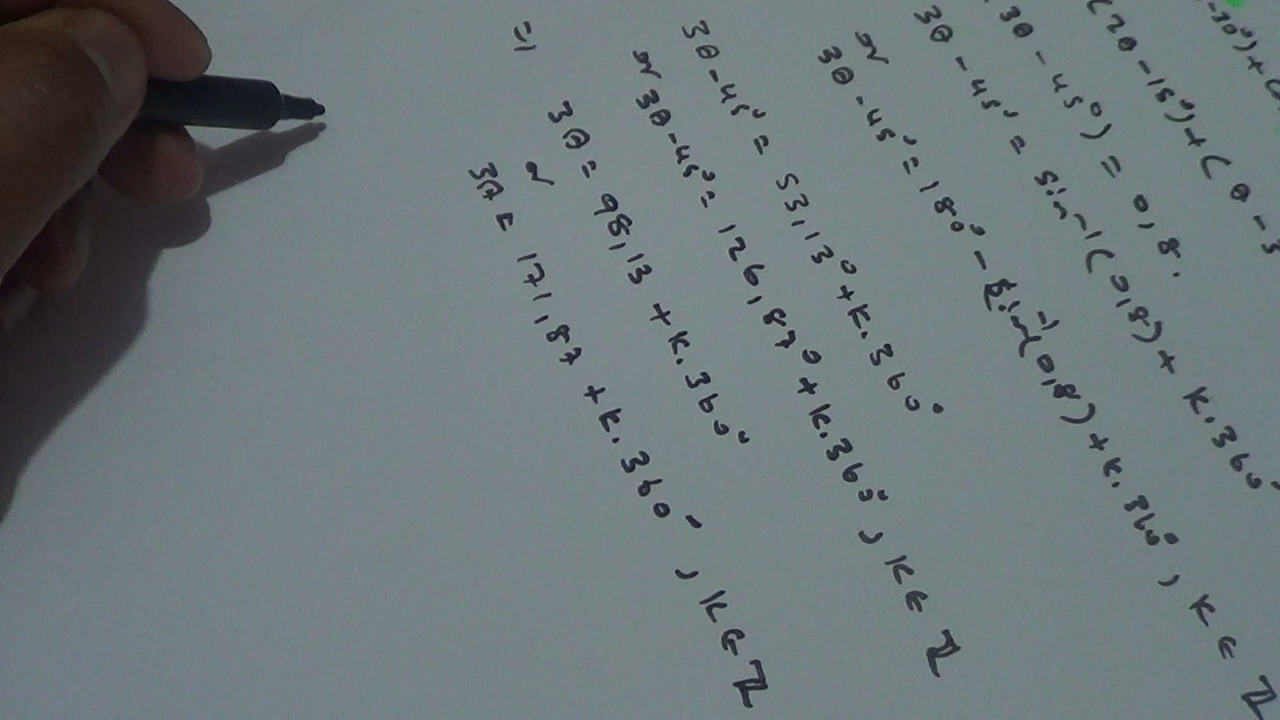 -30°) + (
(2θ - 15°) + (θ - 3
3θ - 45°) = 0,8.
3θ - 45° = sin-1(0,8) + K.360°
or
3θ - 45° = 180° - sin-1(0,8) + K.360°, K ∈ ℤ
3θ - 45° = 53,13° + K.360°
or 3θ - 45° = 126,87° + K.360°, K ∈ ℤ
=1 3θ = 98,13 + K.360°
or
3θ = 171,87 + K.360°, K ∈ ℤ